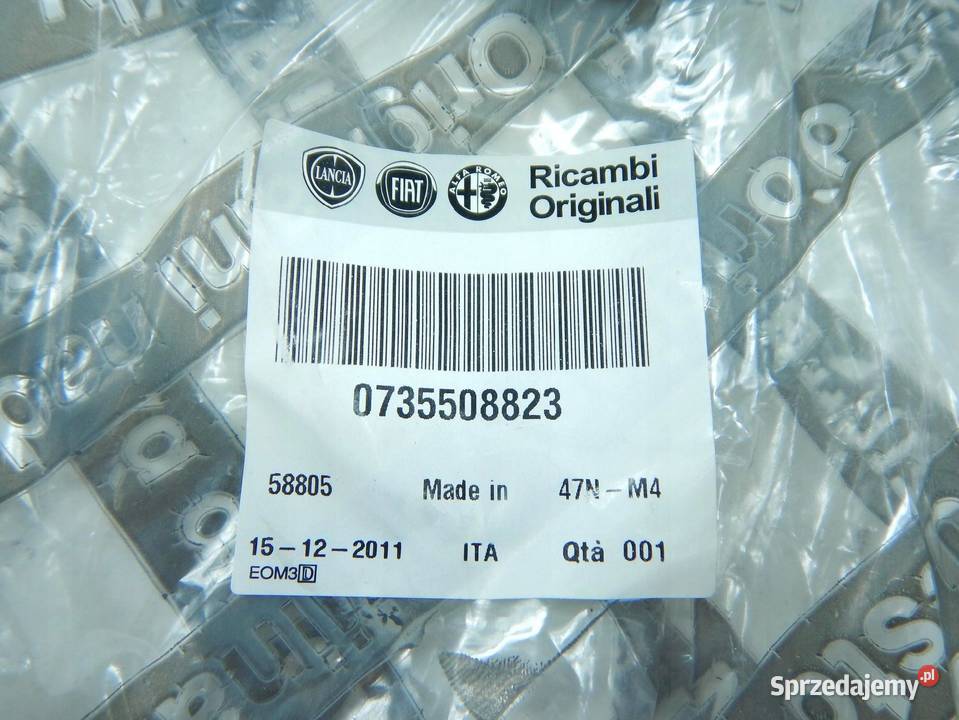 LANCIA
FIAT
ALFA ROMEO
Ricambi
Originali
0735508823
58805 Made in 47N-M4
15-12-2011 ITA Qtà 001
EOM3D
Sprzedajemy.pl